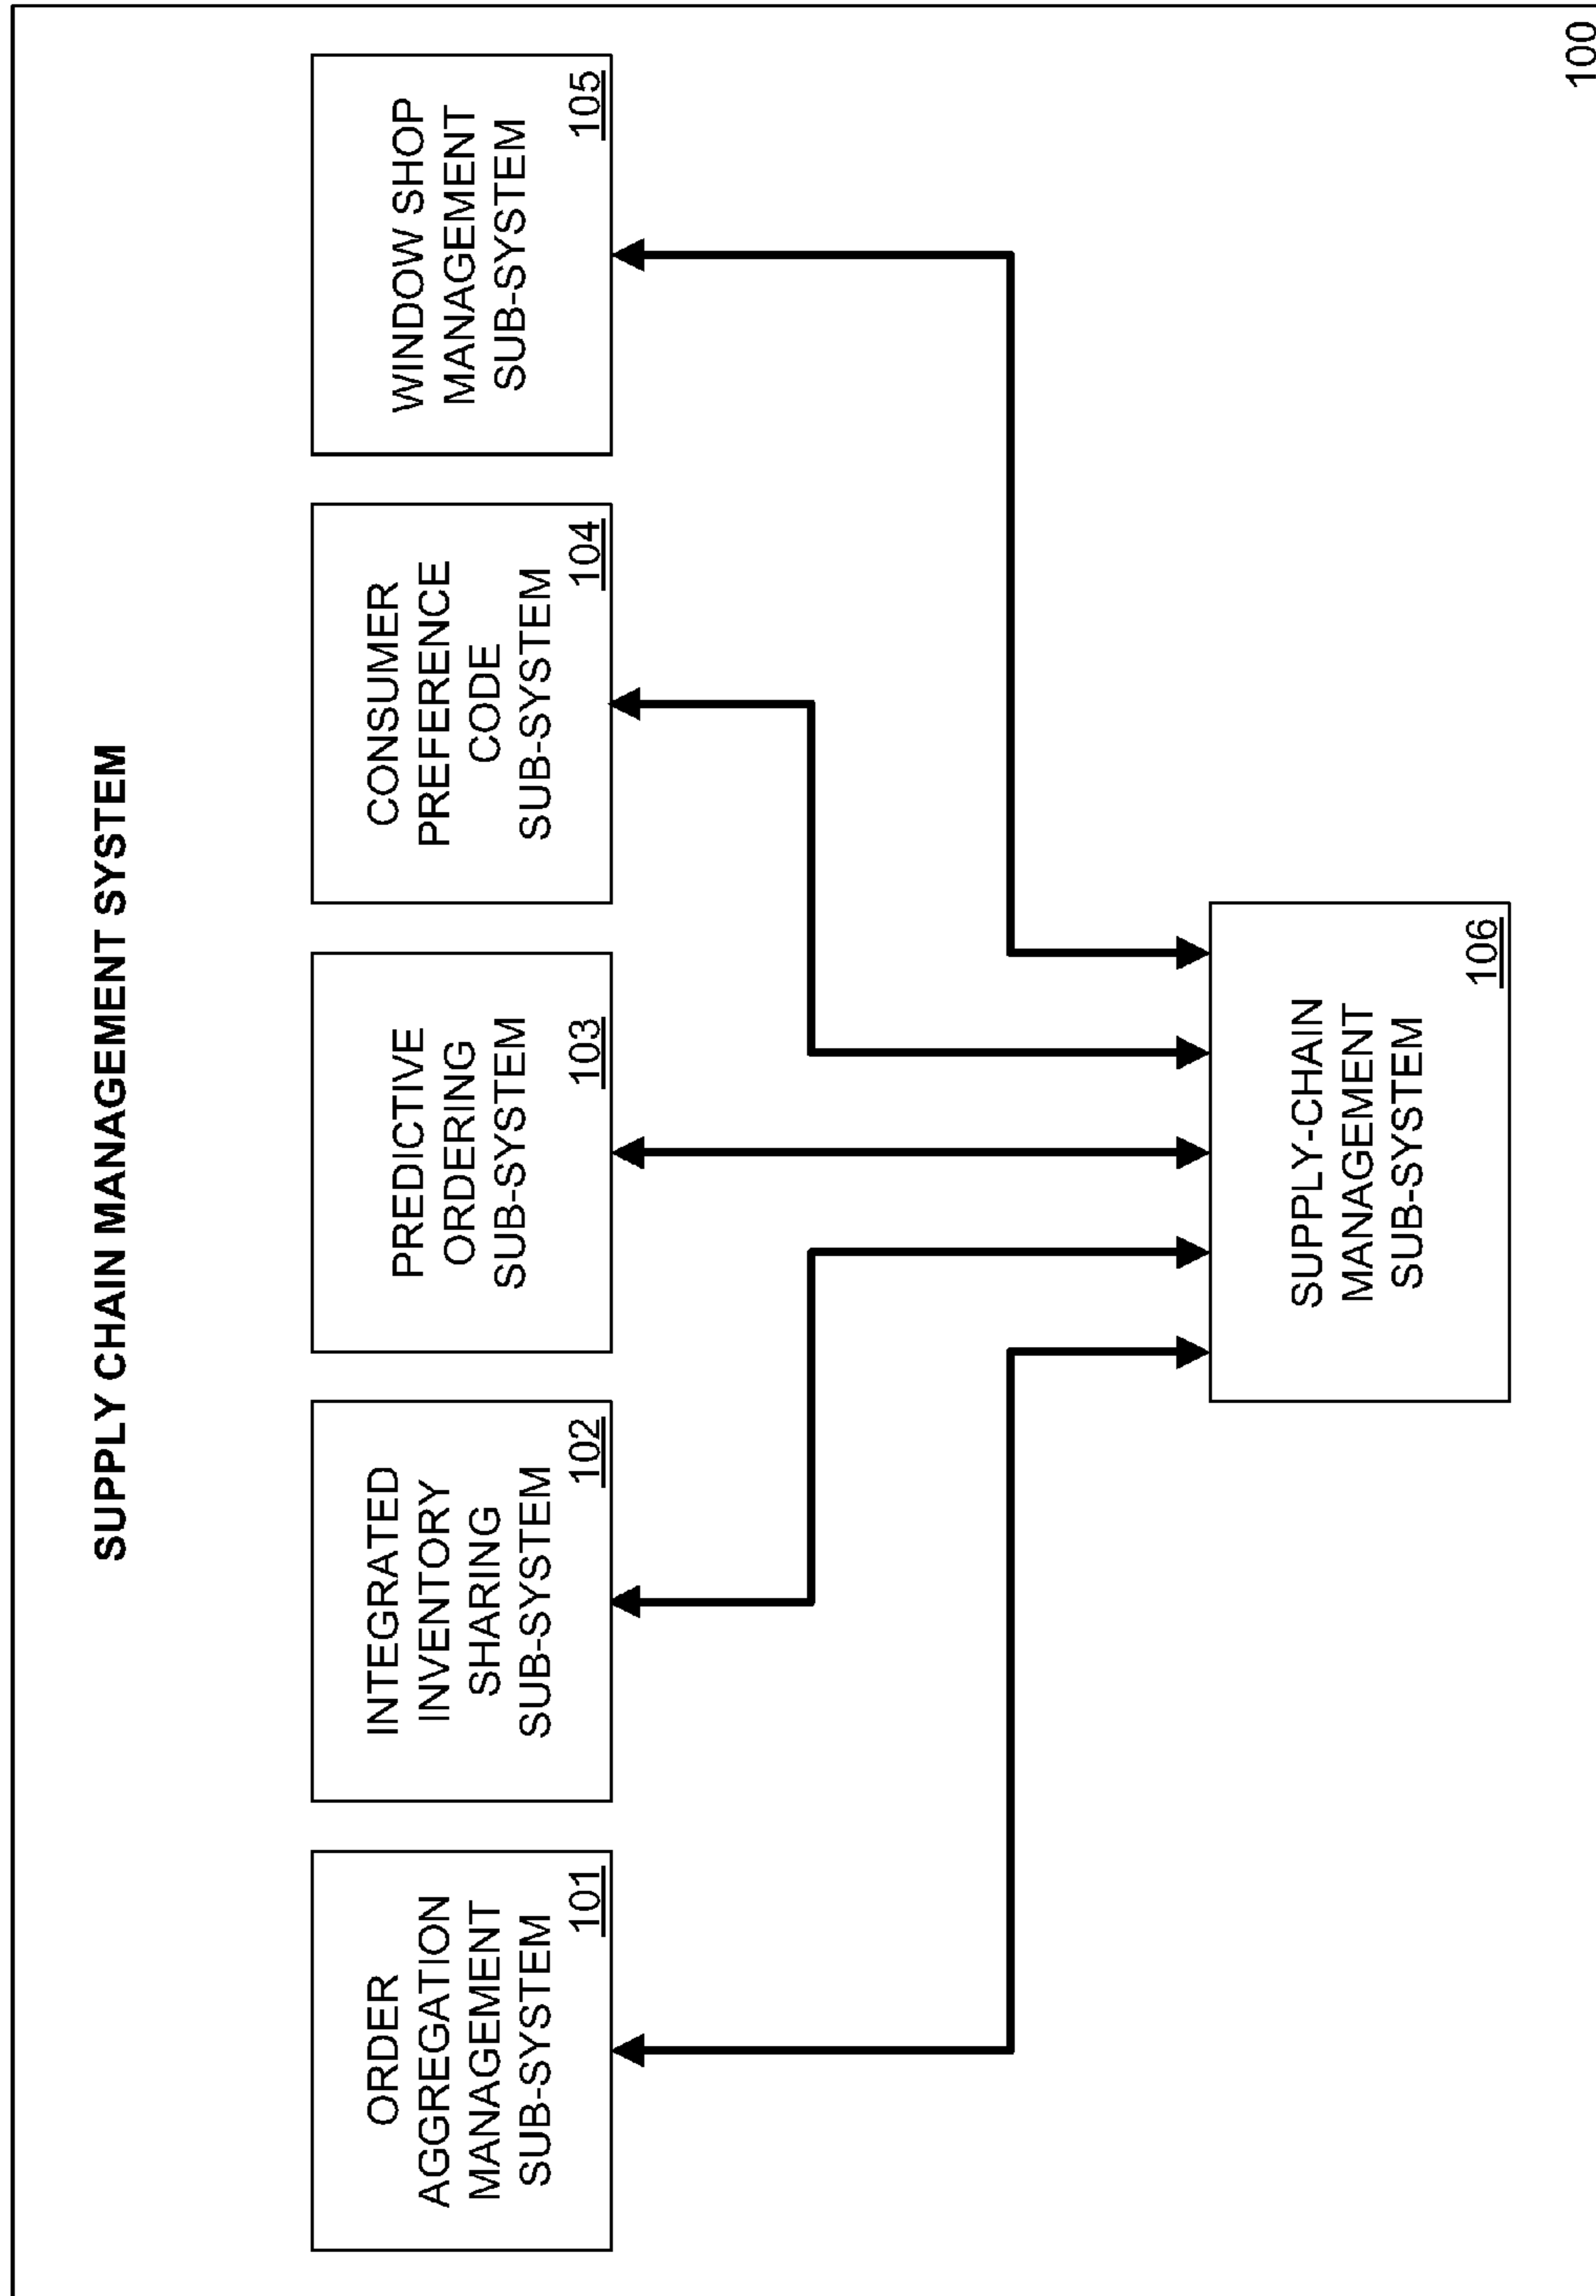 SUPPLY CHAIN MANAGEMENT SYSTEM
ORDER
AGGREGATION
MANAGEMENT
SUB-SYSTEM
101
INTEGRATED
INVENTORY
SHARING
SUB-SYSTEM
102
PREDICTIVE
ORDERING
SUB-SYSTEM
103
CONSUMER
PREFERENCE
CODE
SUB-SYSTEM
104
WINDOW SHOP
MANAGEMENT
SUB-SYSTEM
105
SUPPLY-CHAIN
MANAGEMENT
SUB-SYSTEM
106
100